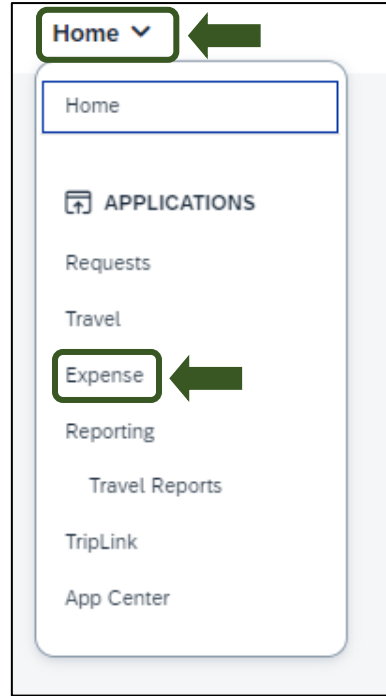 Home
Home
APPLICATIONS
Requests
Travel
Expense
Reporting
Travel Reports
TripLink
App Center